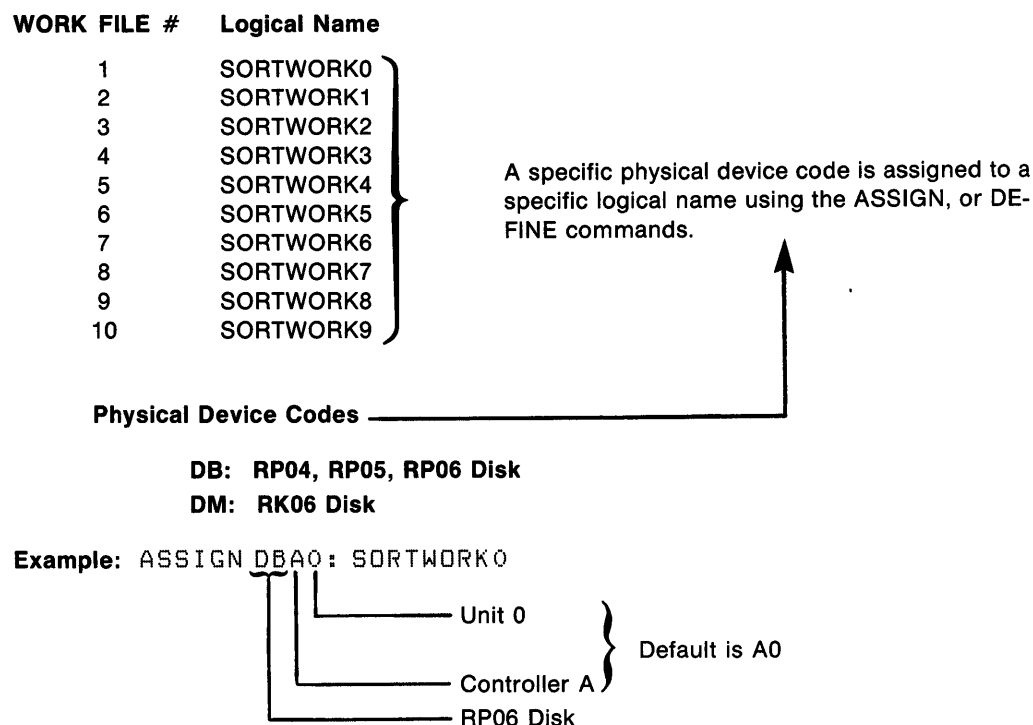 WORK FILE # Logical Name
1 SORTWORK0
2 SORTWORK1
3 SORTWORK2
4 SORTWORK3
5 SORTWORK4
6 SORTWORK5
7 SORTWORK6
8 SORTWORK7
9 SORTWORK8
10 SORTWORK9
A specific physical device code is assigned to a
specific logical name using the ASSIGN, or DE-
FINE commands.
Physical Device Codes
DB: RP04, RP05, RP06 Disk
DM: RK06 Disk
Example: ASSIGN DBA0: SORTWORK0
Unit 0
Default is A0
Controller A
RP06 Disk